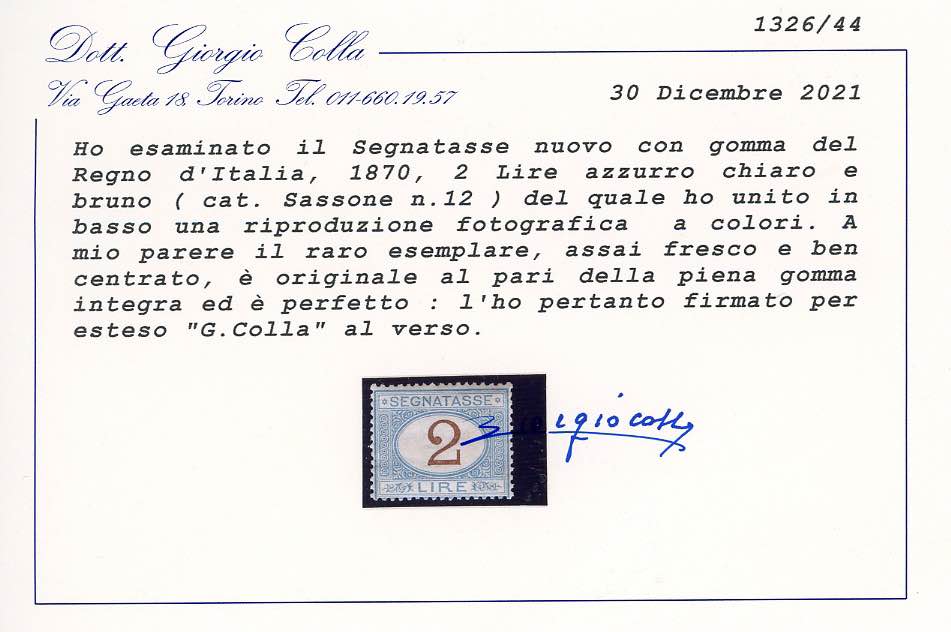 1326/44
Dott. Giorgio Colla
Via Gaeta 18 Torino Tel. 011-660.19.57
30 Dicembre 2021
Ho esaminato il Segnatasse nuovo con gomma del
Regno d'Italia, 1870, 2 Lire azzurro chiaro e
bruno ( cat. Sassone n.12 ) del quale ho unito in
basso una riproduzione fotografica a colori. A
mio parere il raro esemplare, assai fresco e ben
centrato, è originale al pari della piena gomma
integra ed è perfetto : l'ho pertanto firmato per
esteso "G.Colla" al verso.
SEGNATASSE
2
LIRE
giorgio colla